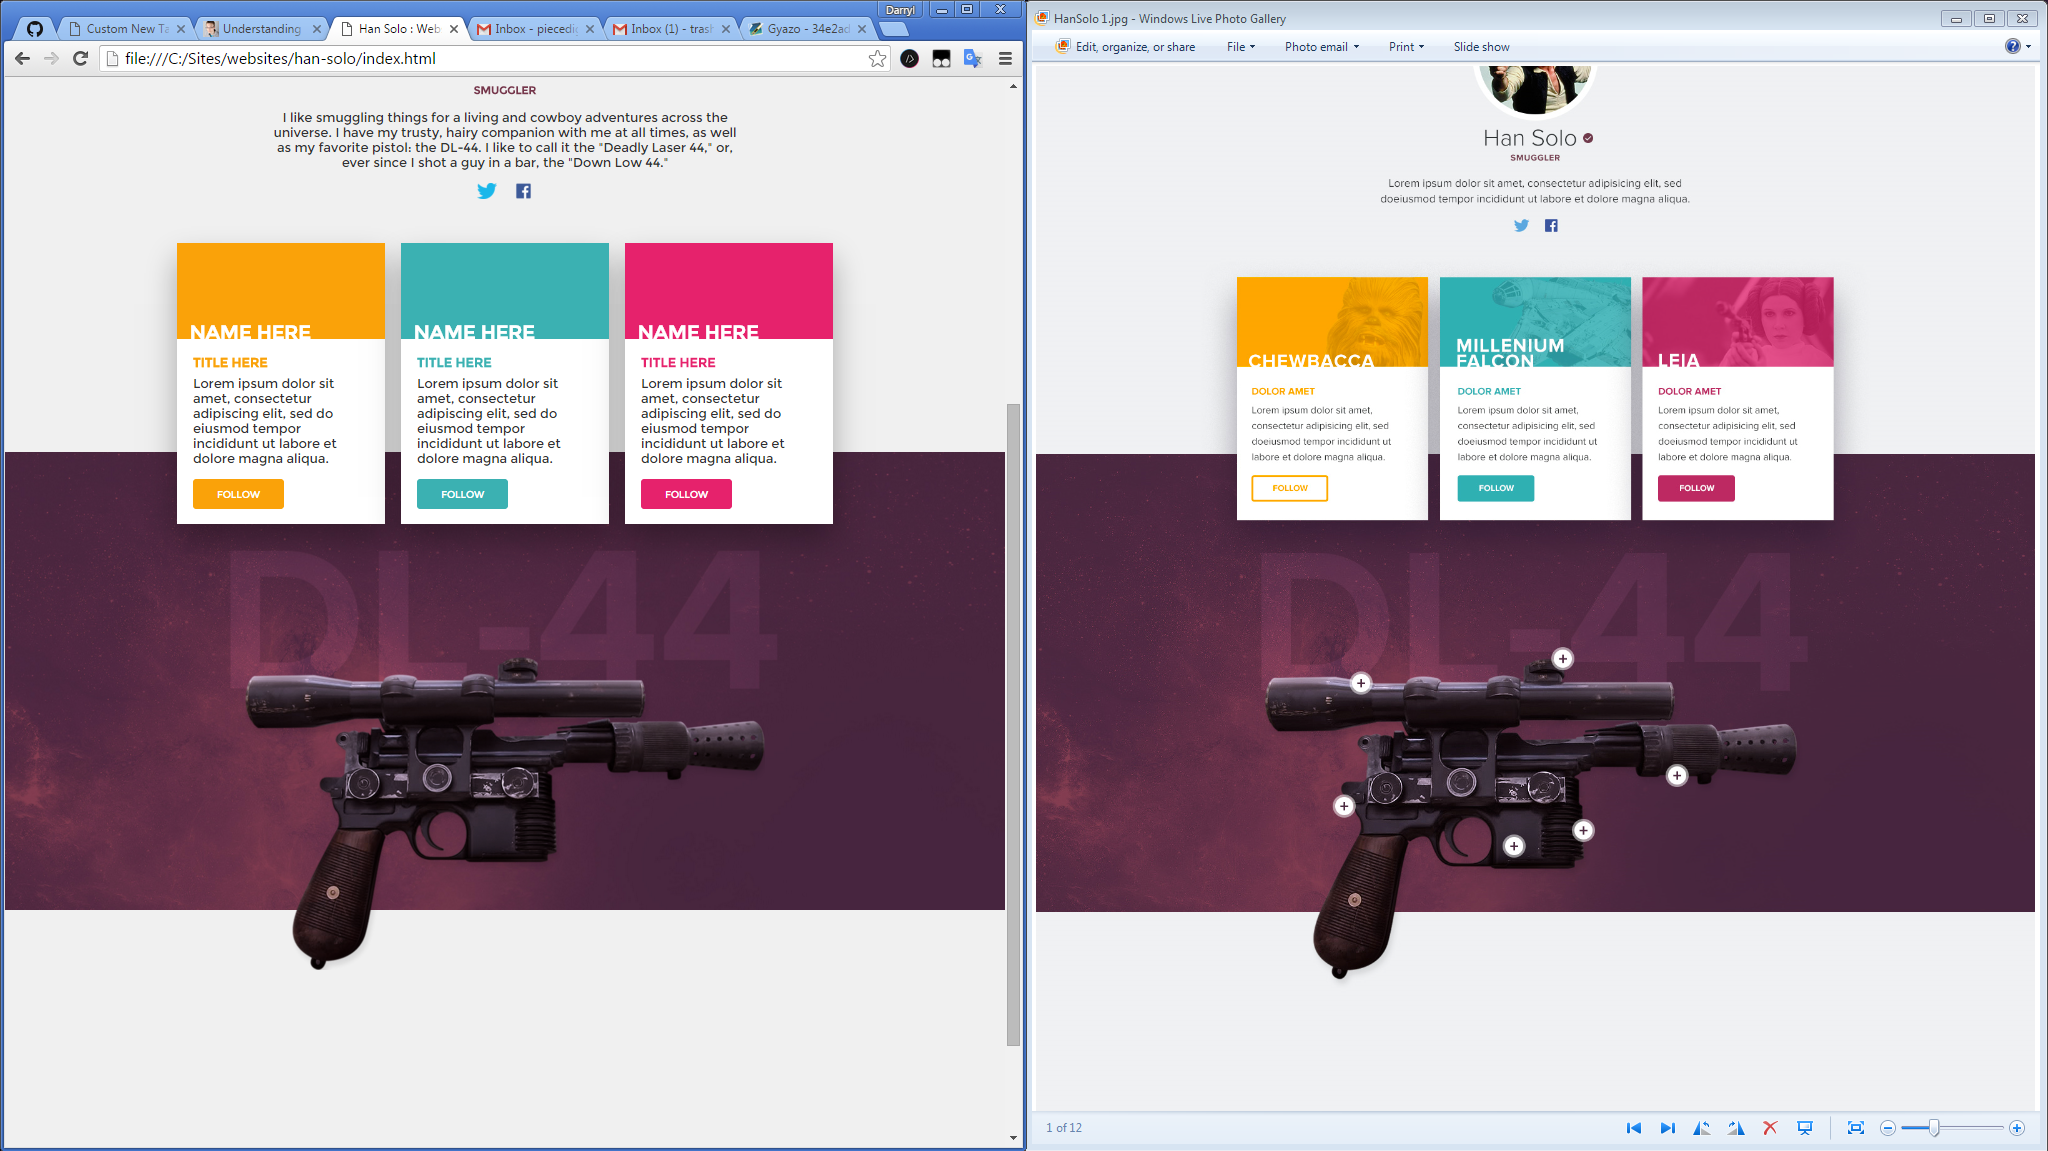 Darryl
Custom New Ta
Understanding
Han Solo : Web
Inbox - piecedi
Inbox (1) - trash
Gyazo - 34e2ad
file:///C:/Sites/websites/han-solo/index.html
SMUGGLER
I like smuggling things for a living and cowboy adventures across the
universe. I have my trusty, hairy companion with me at all times, as well
as my favorite pistol: the DL-44. I like to call it the "Deadly Laser 44," or,
ever since I shot a guy in a bar, the "Down Low 44."
NAME HERE
TITLE HERE
Lorem ipsum dolor sit
amet, consectetur
adipiscing elit, sed do
eiusmod tempor
incididunt ut labore et
dolore magna aliqua.
FOLLOW
NAME HERE
TITLE HERE
Lorem ipsum dolor sit
amet, consectetur
adipiscing elit, sed do
eiusmod tempor
incididunt ut labore et
dolore magna aliqua.
FOLLOW
NAME HERE
TITLE HERE
Lorem ipsum dolor sit
amet, consectetur
adipiscing elit, sed do
eiusmod tempor
incididunt ut labore et
dolore magna aliqua.
FOLLOW
DL-44
HanSolo 1.jpg - Windows Live Photo Gallery
Edit, organize, or share
File
Photo email
Print
Slide show
Han Solo
SMUGGLER
Lorem ipsum dolor sit amet, consectetur adipisicing elit, sed
doeiusmod tempor incididunt ut labore et dolore magna aliqua.
CHEWBACCA
DOLOR AMET
Lorem ipsum dolor sit amet,
consectetur adipisicing elit, sed
doeiusmod tempor incididunt ut
labore et dolore magna aliqua.
FOLLOW
MILLENIUM
FALCON
DOLOR AMET
Lorem ipsum dolor sit amet,
consectetur adipisicing elit, sed
doeiusmod tempor incididunt ut
labore et dolore magna aliqua.
FOLLOW
LEIA
DOLOR AMET
Lorem ipsum dolor sit amet,
consectetur adipisicing elit, sed
doeiusmod tempor incididunt ut
labore et dolore magna aliqua.
FOLLOW
DL-44
1 of 12